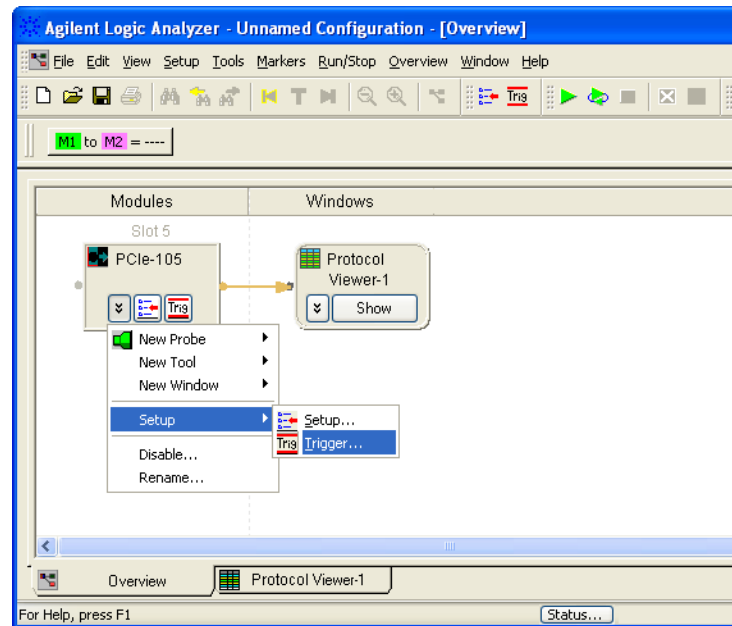 Agilent Logic Analyzer - Unnamed Configuration - [Overview]
File Edit View Setup Tools Markers Run/Stop Overview Window Help
T Trig
M1 to M2 = ----
Modules Windows
Slot 5
PCIe-105
Protocol
Viewer-1
Trig
Show
New Probe
New Tool
New Window
Setup
Setup...
Trig Trigger...
Disable...
Rename...
Overview Protocol Viewer-1
For Help, press F1 Status...